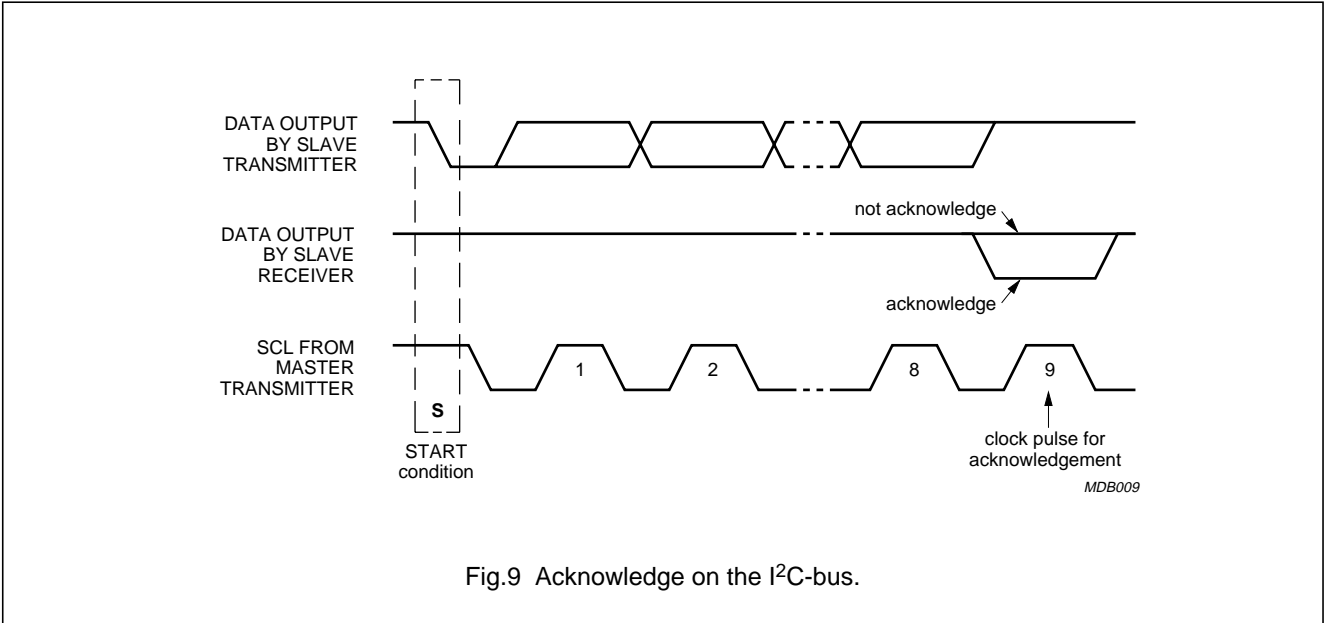 DATA OUTPUT
BY SLAVE
TRANSMITTER
not acknowledge
DATA OUTPUT
BY SLAVE
RECEIVER
acknowledge
SCL FROM
MASTER
TRANSMITTER
1
2
8
9
S
START
condition
clock pulse for
acknowledgement
MDB009
Fig.9 Acknowledge on the I²C-bus.